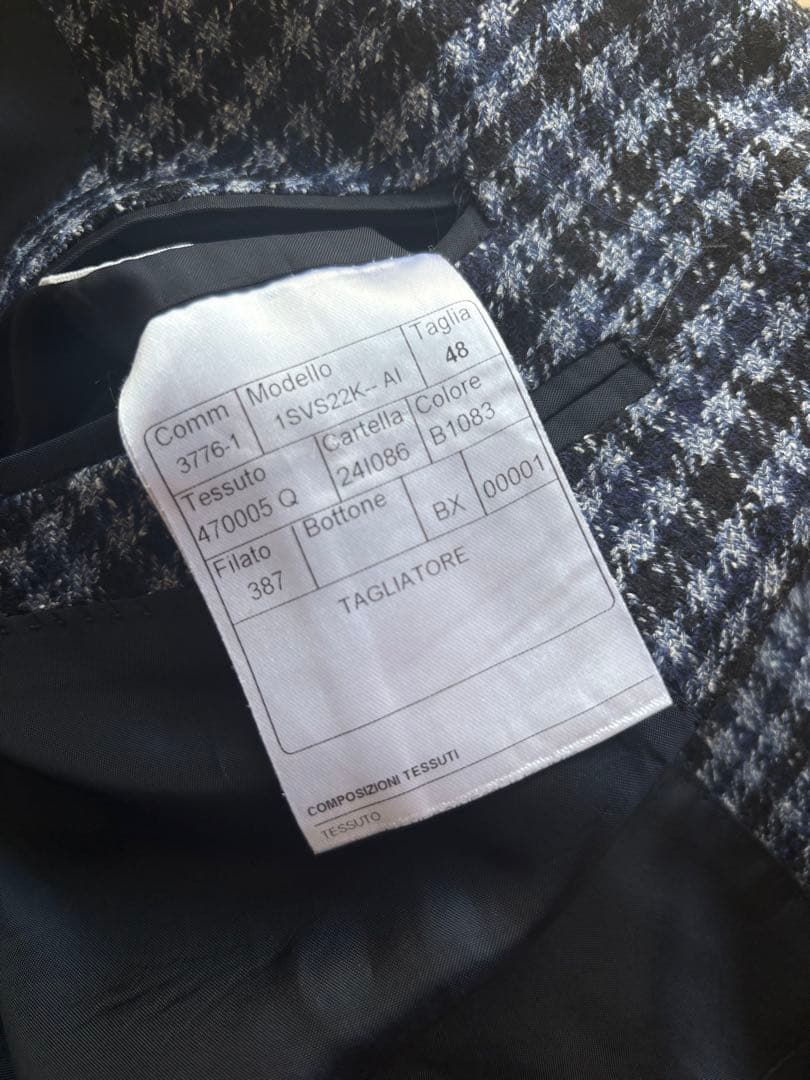 Comm Modello Taglia
3776-1 1SVS22K-- AI 48
Tessuto Cartella Colore
470005 Q 24I086 B1083
Filato Bottone BX 00001
387
TAGLIATORE
COMPOSIZIONI TESSUTI
TESSUTO